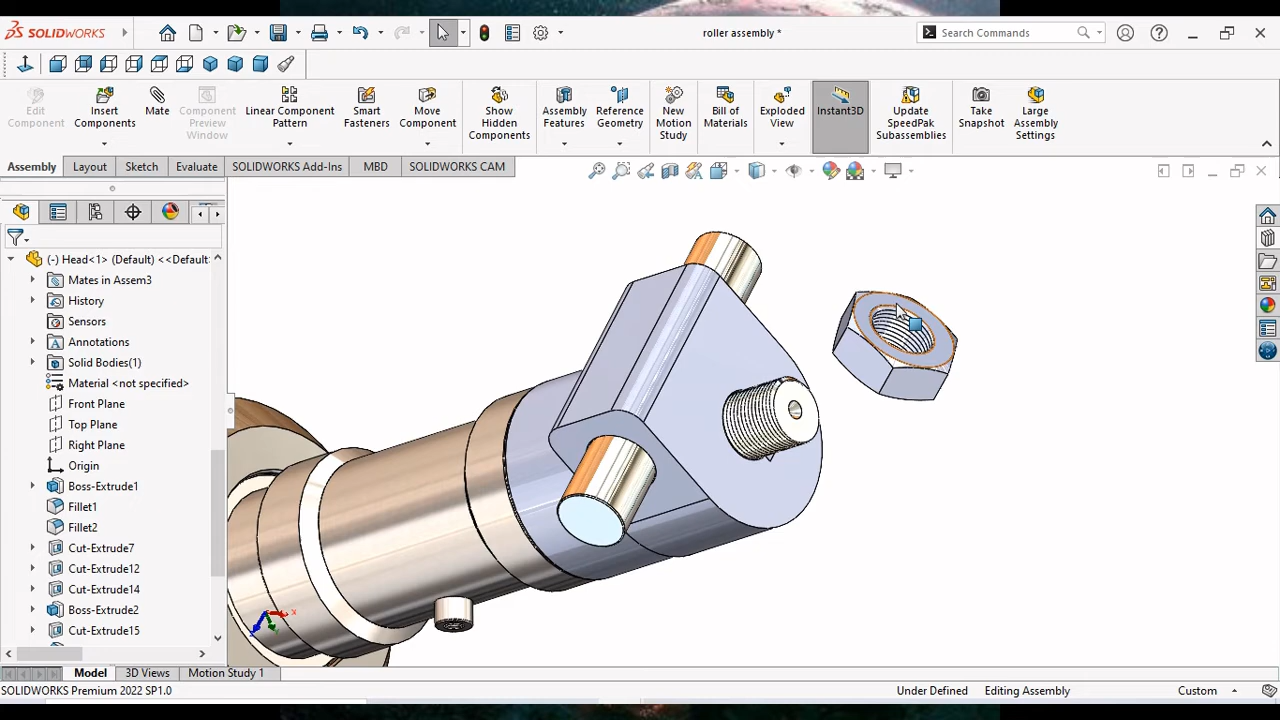 SOLIDWORKS
roller assembly *
Search Commands
Edit Component
Insert Components
Mate
Component Preview Window
Linear Component Pattern
Smart Fasteners
Move Component
Show Hidden Components
Assembly Features
Reference Geometry
New Motion Study
Bill of Materials
Exploded View
Instant3D
Update SpeedPak Subassemblies
Take Snapshot
Large Assembly Settings
Assembly
Layout
Sketch
Evaluate
SOLIDWORKS Add-Ins
MBD
SOLIDWORKS CAM
(-) Head<1> (Default) <<Default
Mates in Assem3
History
Sensors
Annotations
Solid Bodies(1)
Material <not specified>
Front Plane
Top Plane
Right Plane
Origin
Boss-Extrude1
Fillet1
Fillet2
Cut-Extrude7
Cut-Extrude12
Cut-Extrude14
Boss-Extrude2
Cut-Extrude15
Model
3D Views
Motion Study 1
SOLIDWORKS Premium 2022 SP1.0
Under Defined
Editing Assembly
Custom